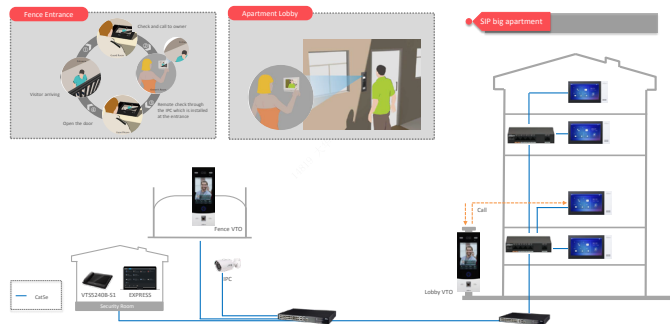 Fence Entrance
Check and call to owner
Visitor arriving
Remote check through
the IPC which is installed
at the entrance
Open the door
Apartment Lobby
SIP big apartment
Call
Fence VTO
IPC
Lobby VTO
VTS5240B-S1
EXPRESS
Security Room
Cat5e